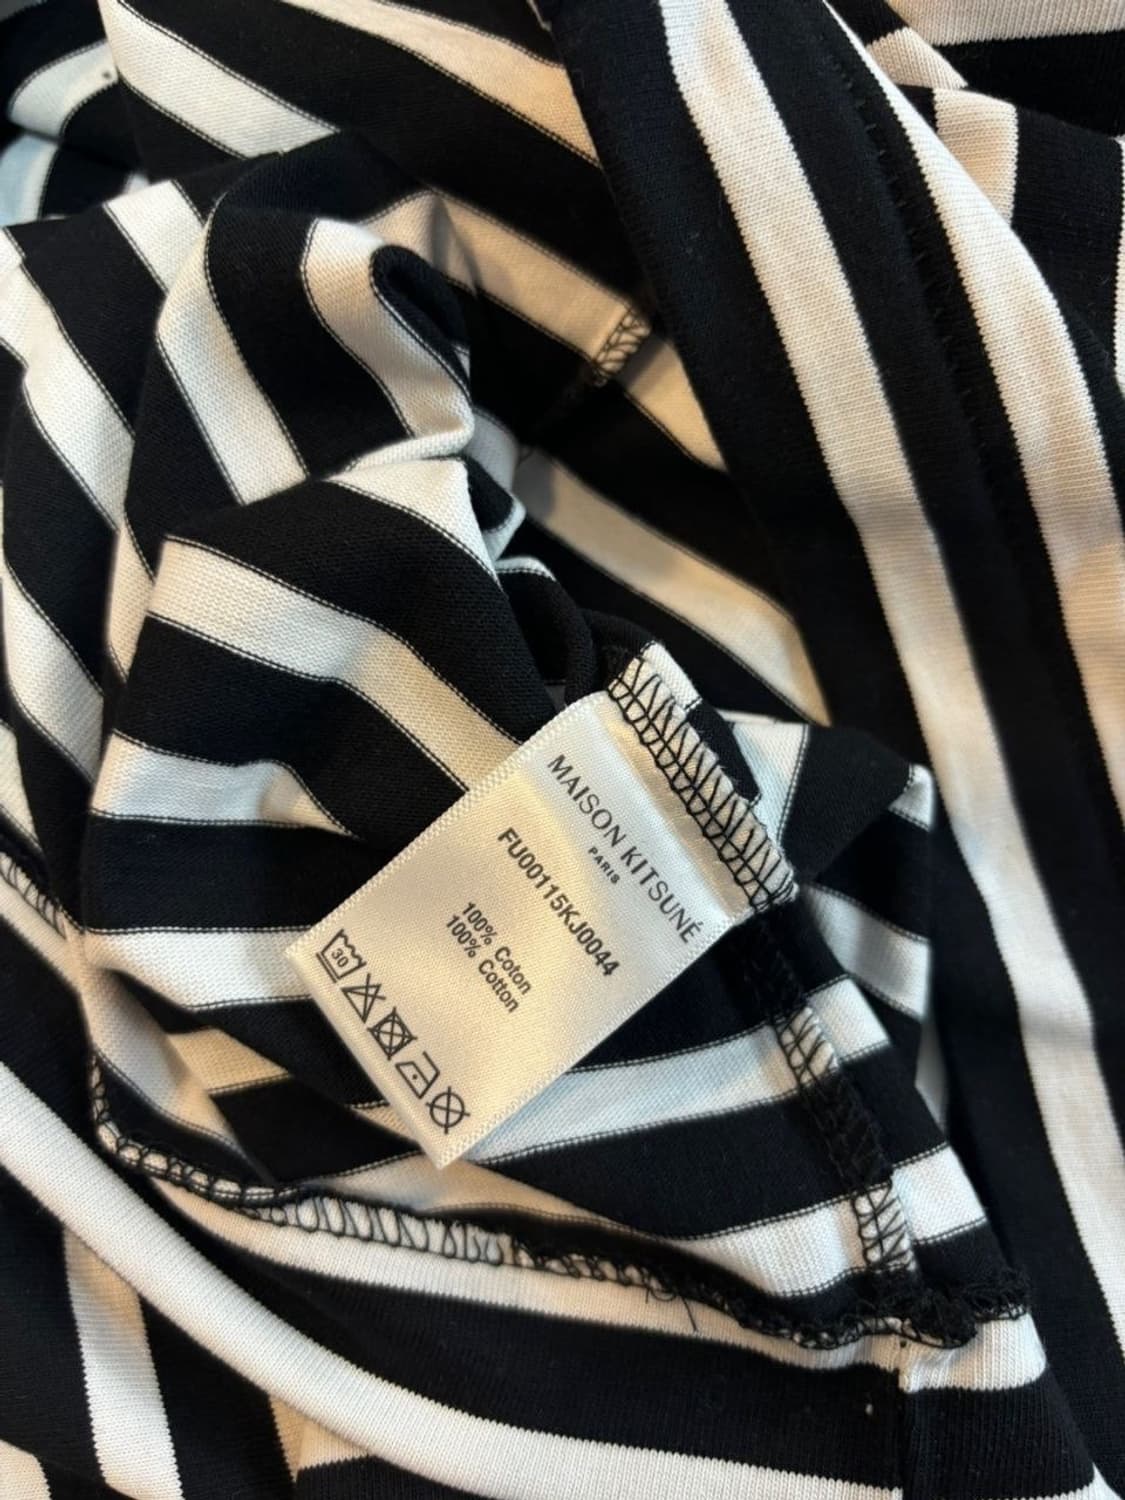 MAISON KITSUNÉ
PARIS
FU00115KJ0044
100% Coton
100% Cotton
30